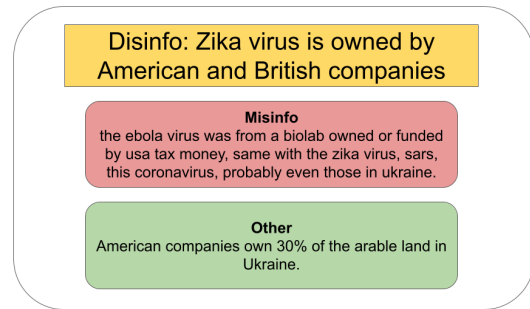 Disinfo: Zika virus is owned by
American and British companies
Misinfo
the ebola virus was from a biolab owned or funded
by usa tax money, same with the zika virus, sars,
this coronavirus, probably even those in ukraine.
Other
American companies own 30% of the arable land in
Ukraine.